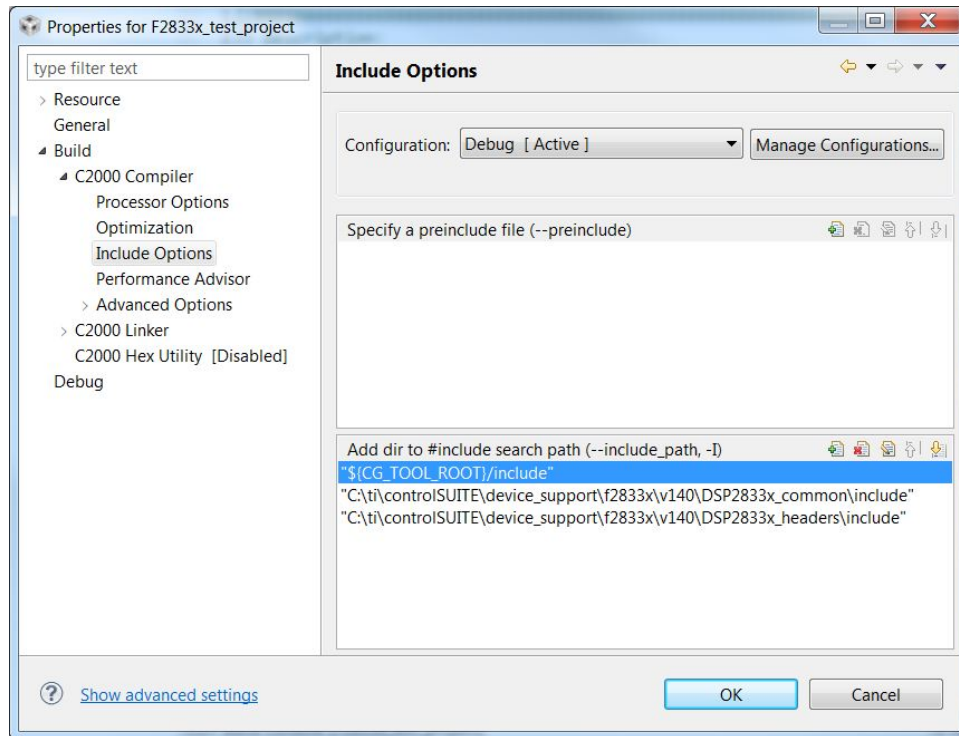 Properties for F2833x_test_project
type filter text
Resource
General
Build
C2000 Compiler
Processor Options
Optimization
Include Options
Performance Advisor
Advanced Options
C2000 Linker
C2000 Hex Utility [Disabled]
Debug
Include Options
Configuration: Debug [ Active ] Manage Configurations...
Specify a preinclude file (--preinclude)
Add dir to #include search path (--include_path, -I)
"${CG_TOOL_ROOT}/include"
"C:\ti\controlSUITE\device_support\f2833x\v140\DSP2833x_common\include"
"C:\ti\controlSUITE\device_support\f2833x\v140\DSP2833x_headers\include"
Show advanced settings
OK Cancel